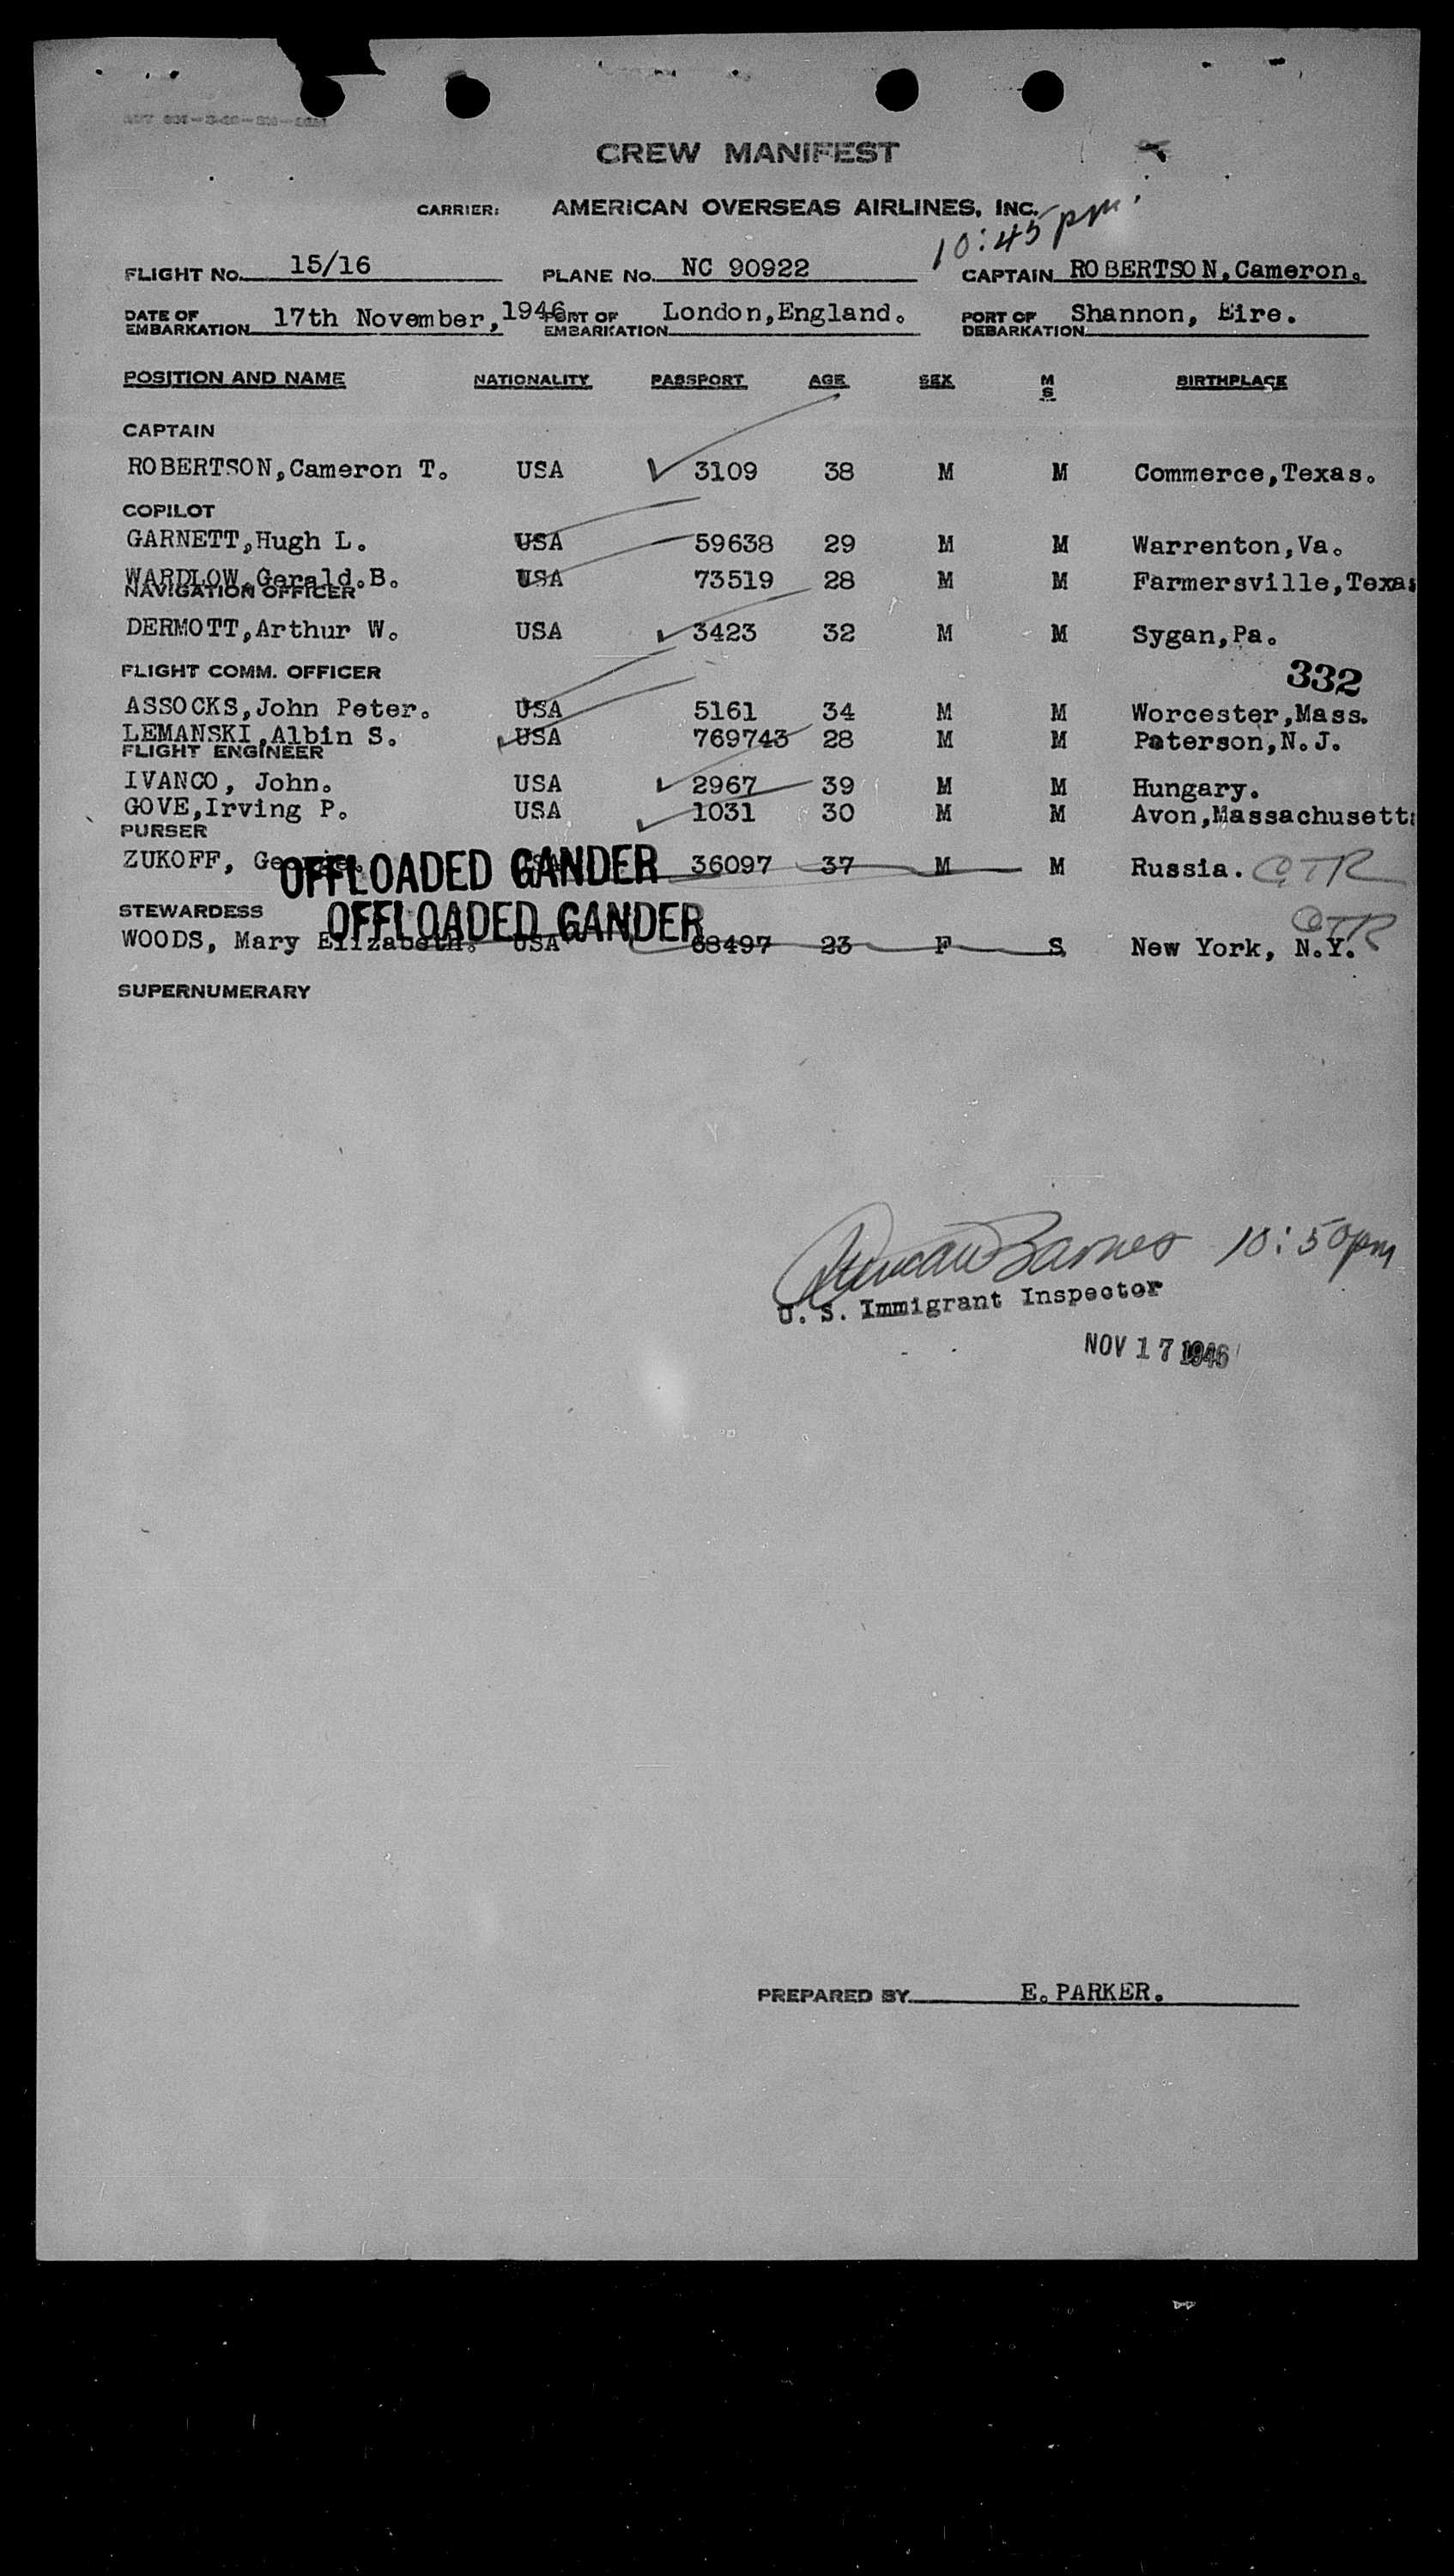 CREW MANIFEST
CARRIER: AMERICAN OVERSEAS AIRLINES, INC.
10:45 pm
FLIGHT No. 15/16 PLANE No. NC 90922 CAPTAIN ROBERTSON, Cameron.
DATE OF EMBARKATION 17th November, 1946 PORT OF EMBARKATION London, England. PORT OF DEBARKATION Shannon, Eire.
POSITION AND NAME NATIONALITY PASSPORT AGE SEX M S BIRTHPLACE
CAPTAIN
ROBERTSON, Cameron T. USA 3109 38 M M Commerce, Texas.
COPILOT
GARNETT, Hugh L. USA 59638 29 M M Warrenton, Va.
WARDLOW, Gerald.B. USA 73519 28 M M Farmersville, Texas
NAVIGATION OFFICER
DERMOTT, Arthur W. USA 3423 32 M M Sygan, Pa.
FLIGHT COMM. OFFICER
332
ASSOCKS, John Peter. USA 5161 34 M M Worcester, Mass.
LEMANSKI, Albin S. USA 769743 28 M M Paterson, N.J.
FLIGHT ENGINEER
IVANCO, John. USA 2967 39 M M Hungary.
GOVE, Irving P. USA 1031 30 M M Avon, Massachusett
PURSER
ZUKOFF, OFFLOADED GANDER 36097 37 M M Russia.
STEWARDESS
OFFLOADED GANDER
WOODS, Mary Elizabeth. USA 68497 23 F S New York, N.Y.
SUPERNUMERARY
Barnes 10:50pm
U. S. Immigrant Inspector
NOV 17 1946
PREPARED BY E. PARKER.